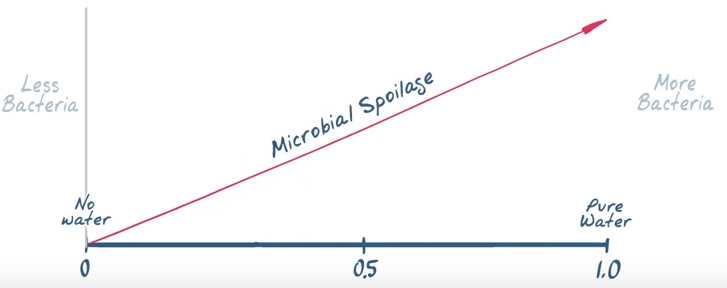 Less
Bacteria
More
Bacteria
Microbial Spoilage
No
water
Pure
Water
0
0.5
1.0